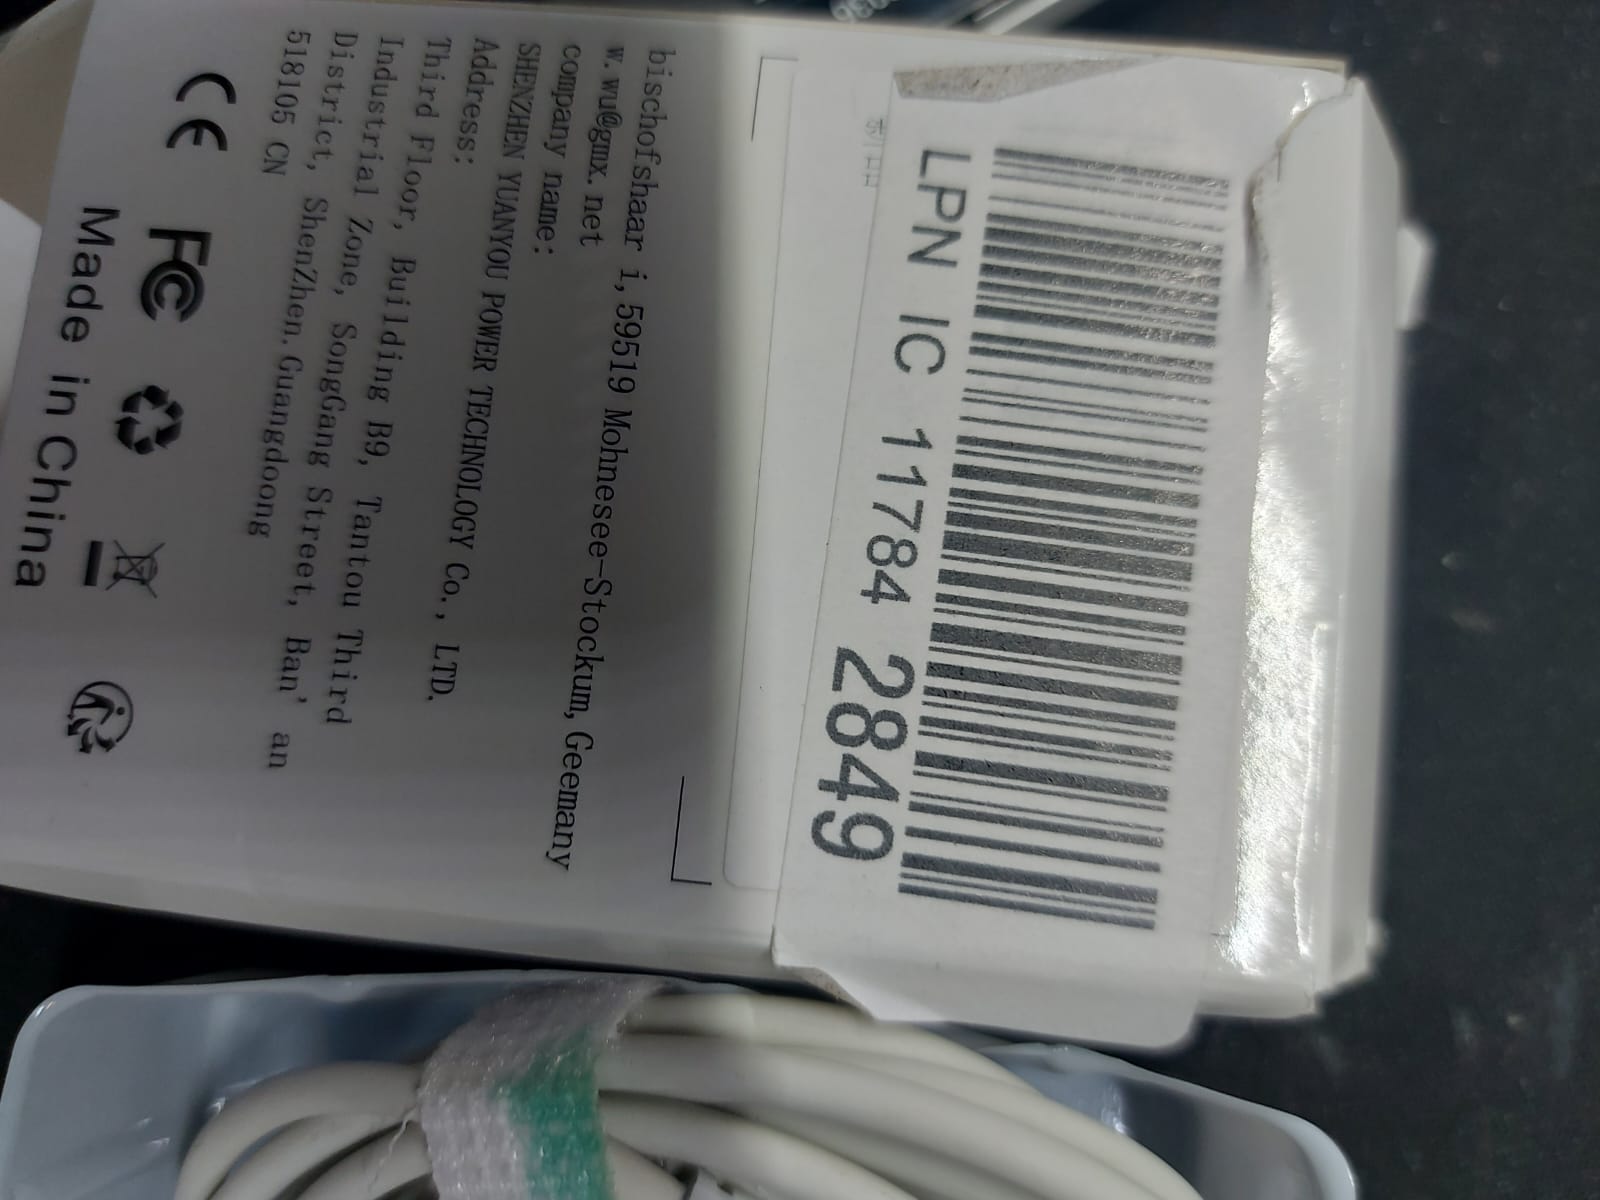 LPN IC 11784 2849
bischofshaar i, 59519 Mohnesee-Stockum, Geemany
w.wu@gmx.net
company name:
SHENZHEN YUANYOU POWER TECHNOLOGY Co., LTD.
Address:
Third Floor, Building B9, Tantou Third
Industrial Zone, SongGang Street, Ban' an
District, ShenZhen. Guangdoong
518105 CN
CE FC
Made in China